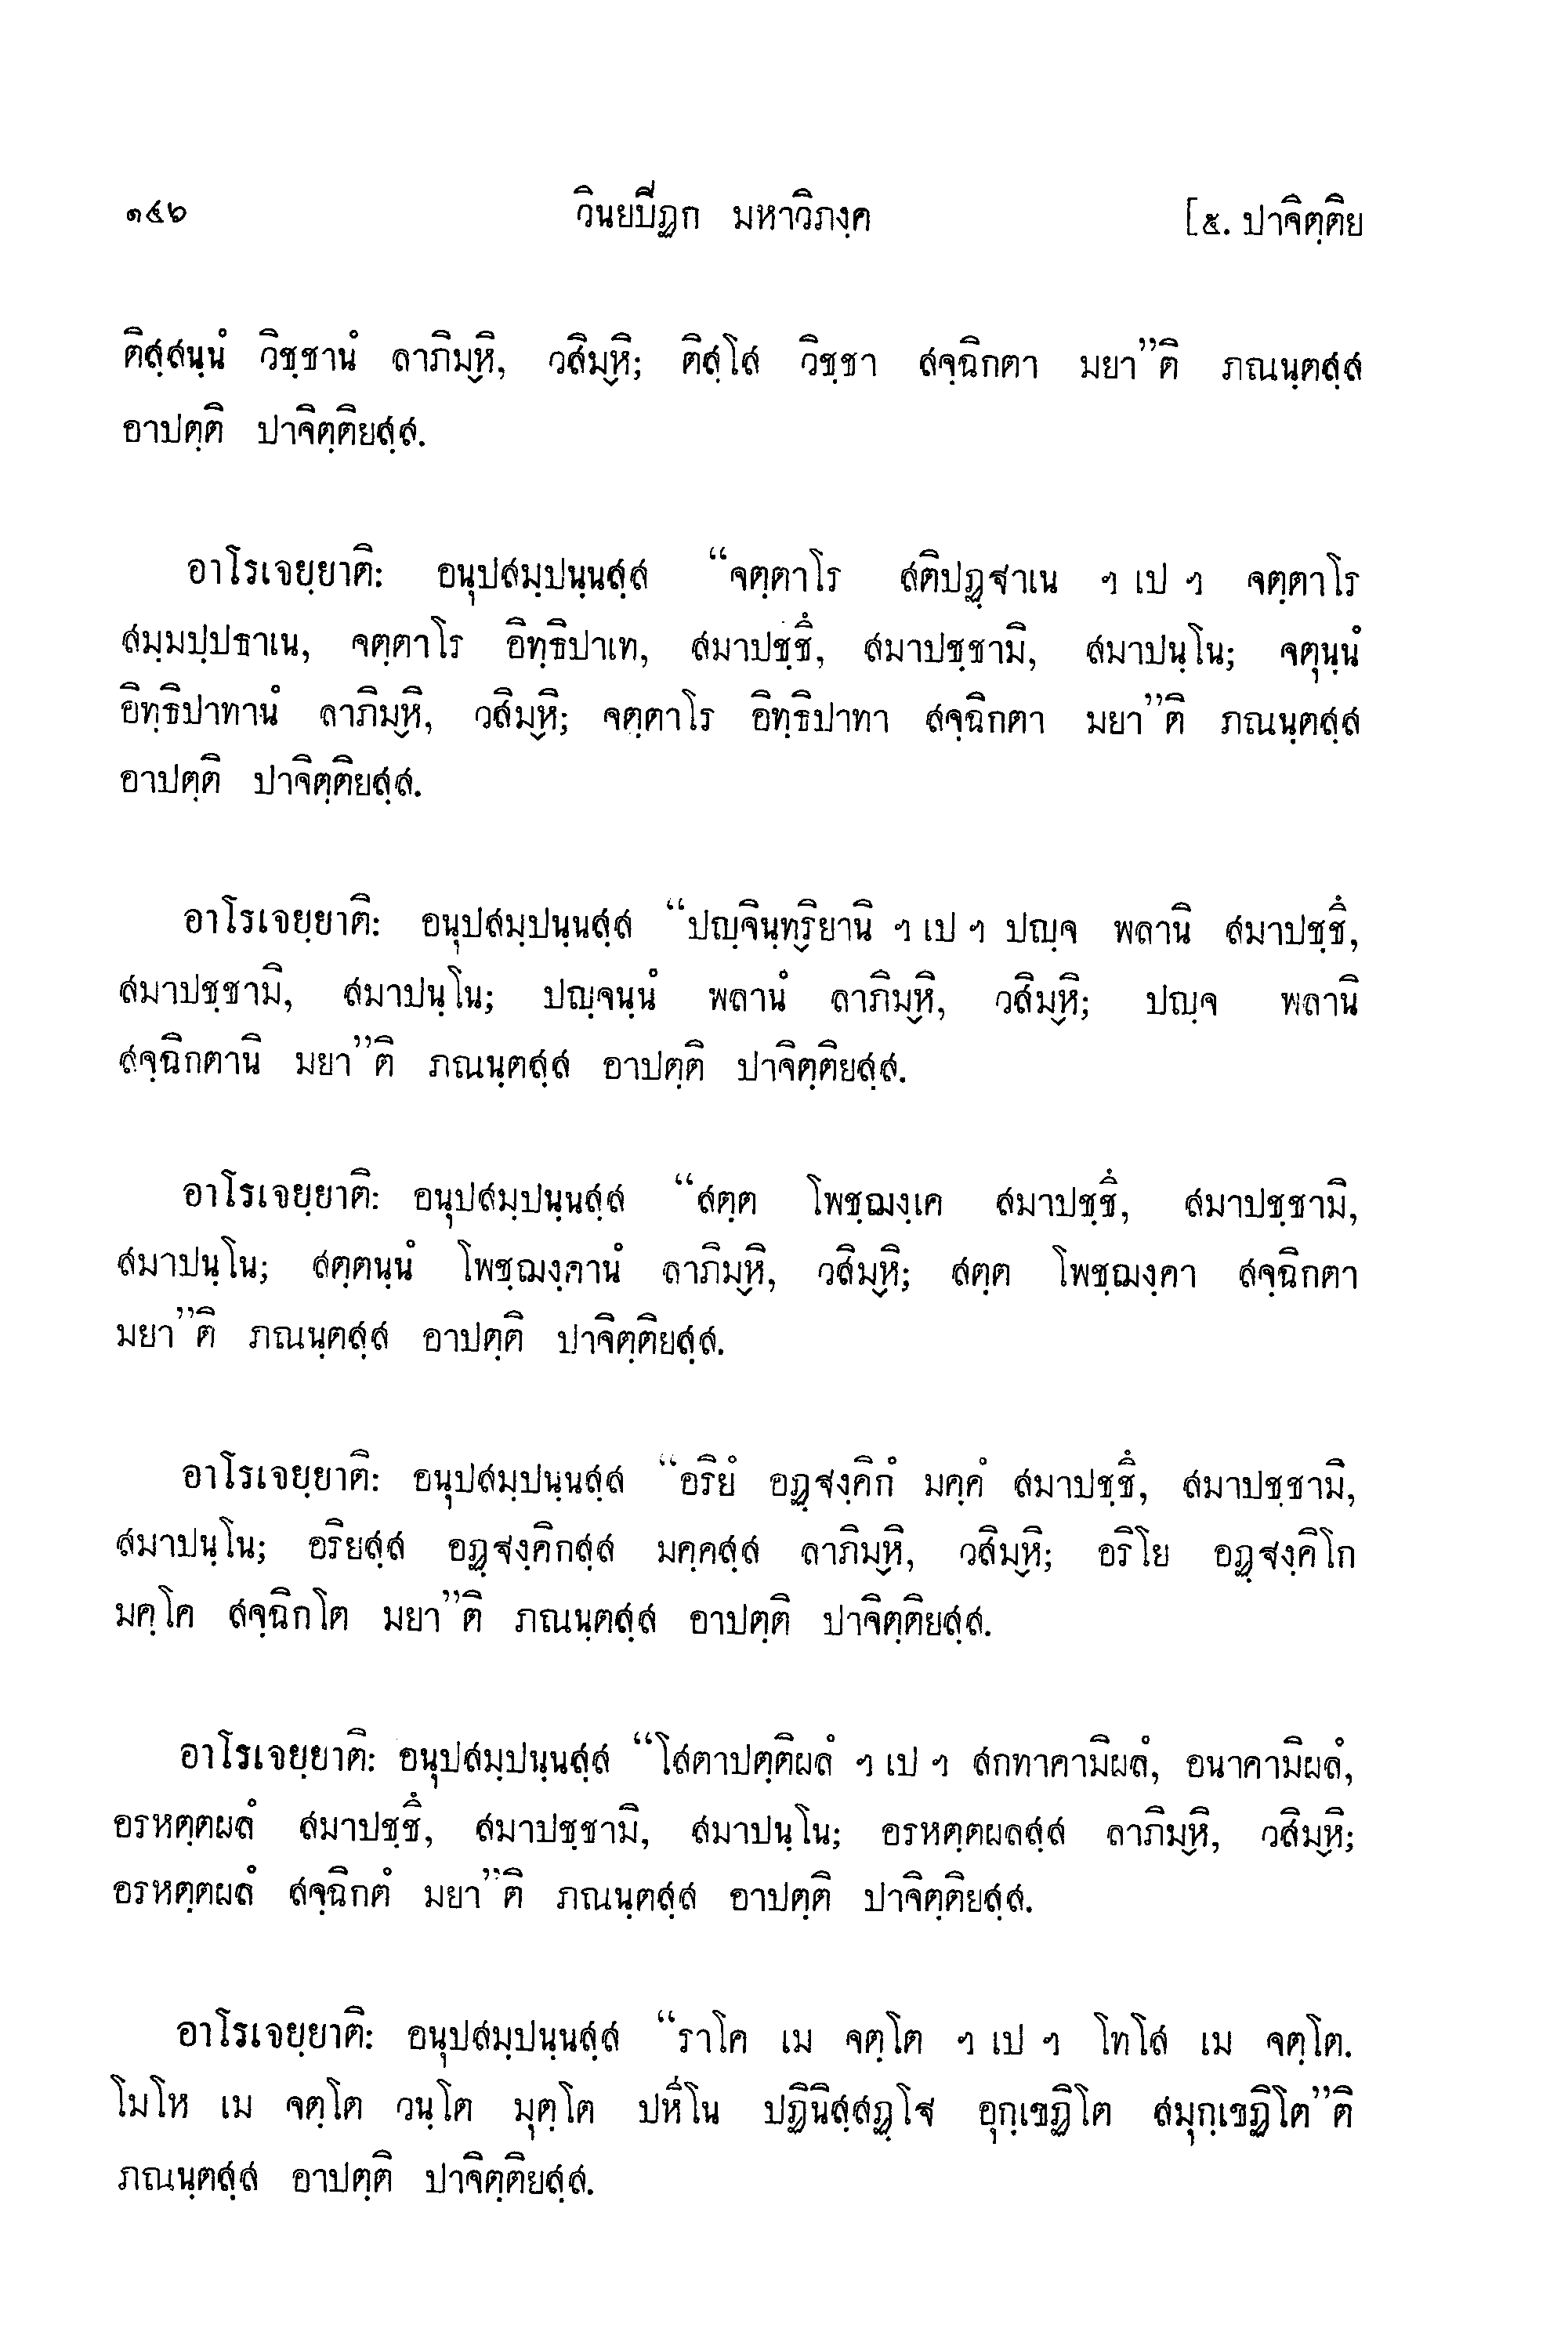 ๑๔๖ วินยปิฏก มหาวิภงฺค [๕. ปาจิตฺติย
ติสฺสนฺนํ วิชฺชานํ ลาภิมฺหิ, วสิมฺหิ; ติสฺโส วิชฺชา สจฺฉิกตา มยา”ติ ภณนฺตสฺส
อาปตฺติ ปาจิตฺติยสฺส.
อาโรเจยฺยาติ: อนุปสมฺปนฺนสฺส “จตฺตาโร สติปฏฺฐาเน ฯ เป ฯ จตฺตาโร
สมฺมปฺปธาเน, จตฺตาโร อิทฺธิปาเท, สมาปชฺชึ, สมาปชฺชามิ, สมาปนฺโน; จตุนฺนํ
อิทฺธิปาทานํ ลาภิมฺหิ, วสิมฺหิ; จตฺตาโร อิทฺธิปาทา สจฺฉิกตา มยา”ติ ภณนฺตสฺส
อาปตฺติ ปาจิตฺติยสฺส.
อาโรเจยฺยาติ: อนุปสมฺปนฺนสฺส “ปญฺจินฺทฺริยานิ ฯ เป ฯ ปญฺจ พลานิ สมาปชฺชึ,
สมาปชฺชามิ, สมาปนฺโน; ปญฺจนฺนํ พลานํ ลาภิมฺหิ, วสิมฺหิ; ปญฺจ พลานิ
สจฺฉิกตานิ มยา”ติ ภณนฺตสฺส อาปตฺติ ปาจิตฺติยสฺส.
อาโรเจยฺยาติ: อนุปสมฺปนฺนสฺส “สตฺต โพชฺฌงฺเค สมาปชฺชึ, สมาปชฺชามิ,
สมาปนฺโน; สตฺตนฺนํ โพชฺฌงฺคานํ ลาภิมฺหิ, วสิมฺหิ; สตฺต โพชฺฌงฺคา สจฺฉิกตา
มยา”ติ ภณนฺตสฺส อาปตฺติ ปาจิตฺติยสฺส.
อาโรเจยฺยาติ: อนุปสมฺปนฺนสฺส “อริยํ อฏฺฐงฺคิกํ มคฺคํ สมาปชฺชึ, สมาปชฺชามิ,
สมาปนฺโน; อริยสฺส อฏฺฐงฺคิกสฺส มคฺคสฺส ลาภิมฺหิ, วสิมฺหิ; อริโย อฏฺฐงฺคิโก
มคฺโค สจฺฉิกโต มยา”ติ ภณนฺตสฺส อาปตฺติ ปาจิตฺติยสฺส.
อาโรเจยฺยาติ: อนุปสมฺปนฺนสฺส “โสตาปตฺติผลํ ฯ เป ฯ สกทาคามิผลํ, อนาคามิผลํ,
อรหตฺตผลํ สมาปชฺชึ, สมาปชฺชามิ, สมาปนฺโน; อรหตฺตผลสฺส ลาภิมฺหิ, วสิมฺหิ;
อรหตฺตผลํ สจฺฉิกตํ มยา”ติ ภณนฺตสฺส อาปตฺติ ปาจิตฺติยสฺส.
อาโรเจยฺยาติ: อนุปสมฺปนฺนสฺส “ราโค เม จตฺโต ฯ เป ฯ โทโส เม จตฺโต.
โมโห เม จตฺโต วนฺโต มุตฺโต ปหีโน ปฏินิสฺสฏฺโฐ อุกฺเขฏิโต สมุกฺเขฏิโต”ติ
ภณนฺตสฺส อาปตฺติ ปาจิตฺติยสฺส.